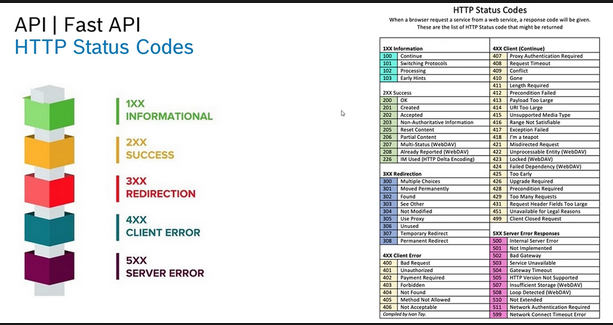 API | Fast API
HTTP Status Codes
1XX
INFORMATIONAL
2XX
SUCCESS
3XX
REDIRECTION
4XX
CLIENT ERROR
5XX
SERVER ERROR
HTTP Status Codes
When a browser request a service from a web service, a response code will be given.
These are the list of HTTP Status code that might be returned
1XX Information
100 Continue
101 Switching Protocols
102 Processing
103 Early Hints
2XX Success
200 OK
201 Created
202 Accepted
203 Non-Authoritative Information
205 Reset Content
206 Partial Content
207 Multi-Status (WebDAV)
208 Already Reported (WebDAV)
226 IM Used (HTTP Delta Encoding)
3XX Redirection
300 Multiple Choices
301 Moved Permanently
302 Found
303 See Other
304 Not Modified
305 Use Proxy
306 Unused
307 Temporary Redirect
308 Permanent Redirect
4XX Client Error
400 Bad Request
401 Unauthorized
402 Payment Required
403 Forbidden
404 Not Found
405 Method Not Allowed
406 Not Acceptable
Compiled by Ivan Tay.
4XX Client (Continue)
407 Proxy Authentication Required
408 Request Timeout
409 Conflict
410 Gone
411 Length Required
412 Precondition Failed
413 Payload Too Large
414 URI Too Large
415 Unsupported Media Type
416 Range Not Satisfiable
417 Exception Failed
418 I'm a teapot
421 Misdirected Request
422 Unprocessable Entity (WebDAV)
423 Locked (WebDAV)
424 Failed Dependency (WebDAV)
425 Too Early
426 Upgrade Required
428 Precondition Required
429 Too Many Requests
431 Request Header Fields Too Large
451 Unavailable for Legal Reasons
499 Client Closed Request
5XX Server Error Responses
500 Internal Server Error
501 Not Implemented
502 Bad Gateway
503 Service Unavailable
504 Gateway Timeout
505 HTTP Version Not Supported
507 Insufficient Storage (WebDAV)
508 Loop Detected (WebDAV)
510 Not Extended
511 Network Authentication Required
599 Network Connect Timeout Error